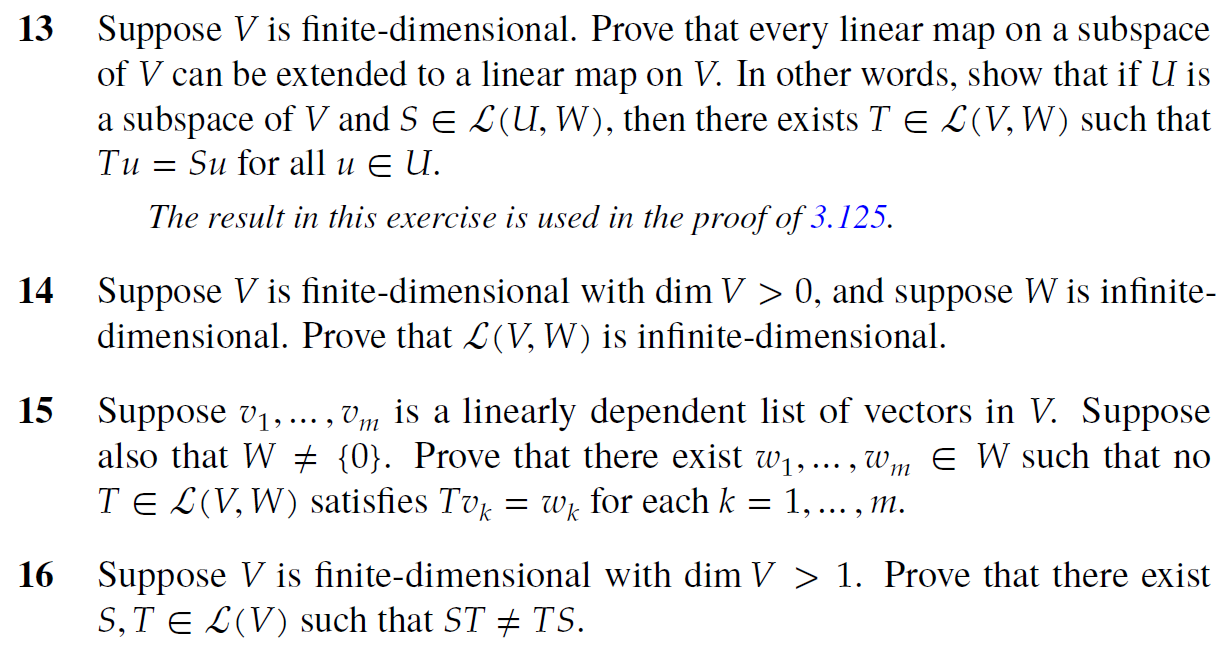 13 Suppose V is finite-dimensional. Prove that every linear map on a subspace
of V can be extended to a linear map on V. In other words, show that if U is
a subspace of V and S ∈ ℒ(U, W), then there exists T ∈ ℒ(V, W) such that
Tu = Su for all u ∈ U.
The result in this exercise is used in the proof of 3.125.
14 Suppose V is finite-dimensional with dim V > 0, and suppose W is infinite-
dimensional. Prove that ℒ(V, W) is infinite-dimensional.
15 Suppose v₁, … , vₘ is a linearly dependent list of vectors in V. Suppose
also that W ≠ {0}. Prove that there exist w₁, … , wₘ ∈ W such that no
T ∈ ℒ(V, W) satisfies Tvₖ = wₖ for each k = 1, … , m.
16 Suppose V is finite-dimensional with dim V > 1. Prove that there exist
S, T ∈ ℒ(V) such that ST ≠ TS.